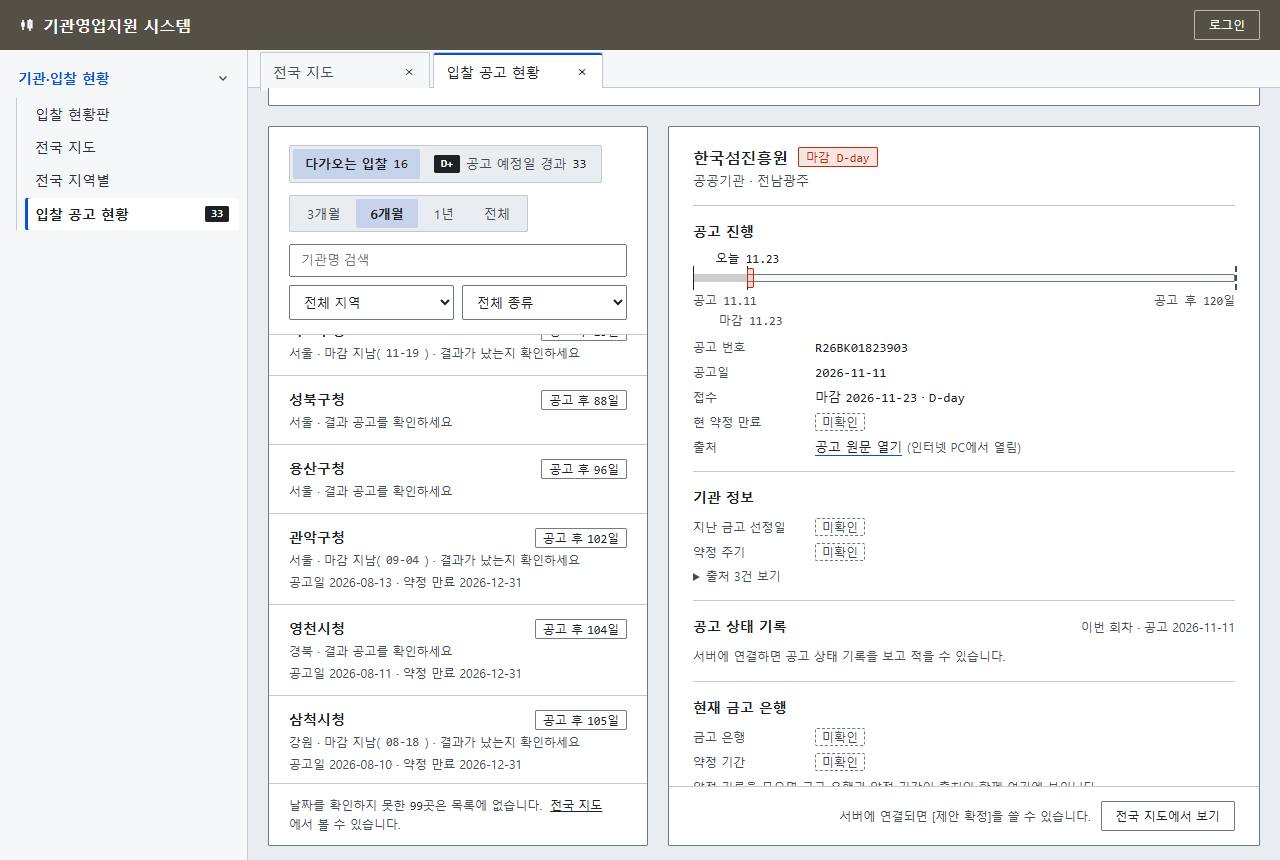 기관영업지원 시스템
로그인
기관·입찰 현황
입찰 현황판
전국 지도
전국 지역별
입찰 공고 현황 33
전국 지도 ×
입찰 공고 현황 ×
다가오는 입찰 16 D+ 공고 예정일 경과 33
3개월 6개월 1년 전체
기관명 검색
전체 지역 전체 종류
서울 · 마감 지남( 11-19 ) · 결과가 났는지 확인하세요
성북구청 공고 후 88일
서울 · 결과 공고를 확인하세요
용산구청 공고 후 96일
서울 · 결과 공고를 확인하세요
관악구청 공고 후 102일
서울 · 마감 지남( 09-04 ) · 결과가 났는지 확인하세요
공고일 2026-08-13 · 약정 만료 2026-12-31
영천시청 공고 후 104일
경북 · 결과 공고를 확인하세요
공고일 2026-08-11 · 약정 만료 2026-12-31
삼척시청 공고 후 105일
강원 · 마감 지남( 08-18 ) · 결과가 났는지 확인하세요
공고일 2026-08-10 · 약정 만료 2026-12-31
날짜를 확인하지 못한 99곳은 목록에 없습니다. 전국 지도
에서 볼 수 있습니다.
한국섬진흥원 마감 D-day
공공기관 · 전남광주
공고 진행
오늘 11.23
공고 11.11 공고 후 120일
마감 11.23
공고 번호 R26BK01823903
공고일 2026-11-11
접수 마감 2026-11-23 · D-day
현 약정 만료 미확인
출처 공고 원문 열기 (인터넷 PC에서 열림)
기관 정보
지난 금고 선정일 미확인
약정 주기 미확인
▶ 출처 3건 보기
공고 상태 기록 이번 회차 · 공고 2026-11-11
서버에 연결하면 공고 상태 기록을 보고 적을 수 있습니다.
현재 금고 은행
금고 은행 미확인
약정 기간 미확인
서버에 연결되면 [제안 확정]을 쓸 수 있습니다. 전국 지도에서 보기